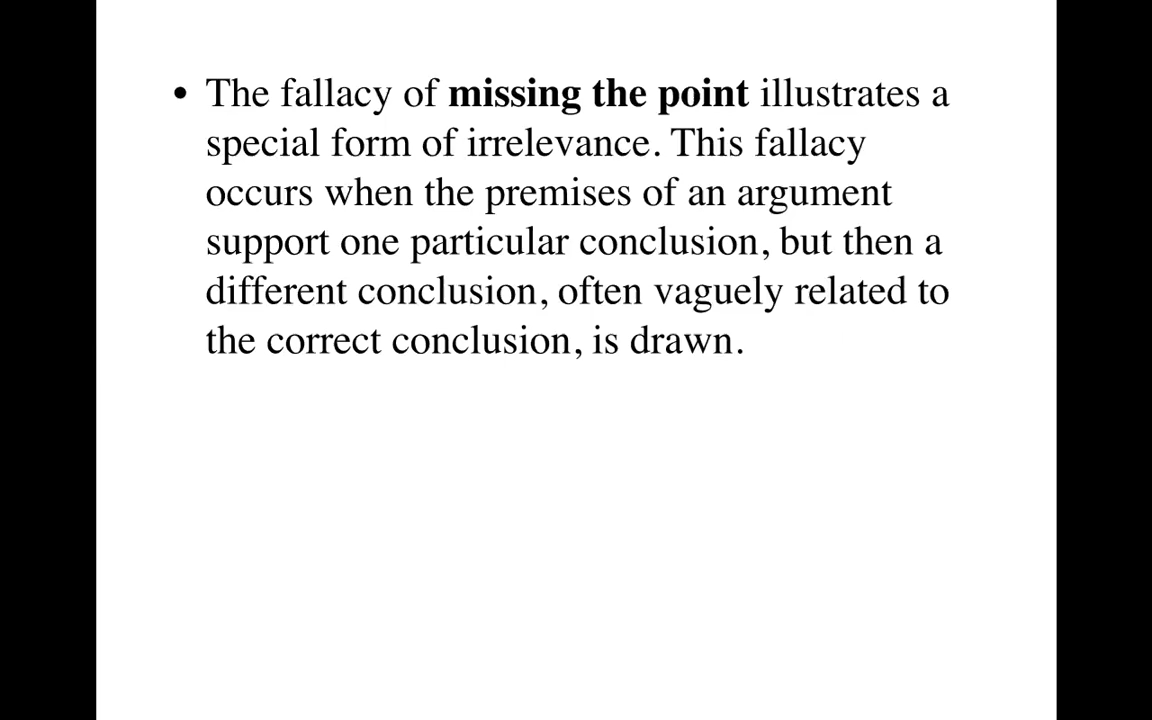 • The fallacy of missing the point illustrates a
special form of irrelevance. This fallacy
occurs when the premises of an argument
support one particular conclusion, but then a
different conclusion, often vaguely related to
the correct conclusion, is drawn.